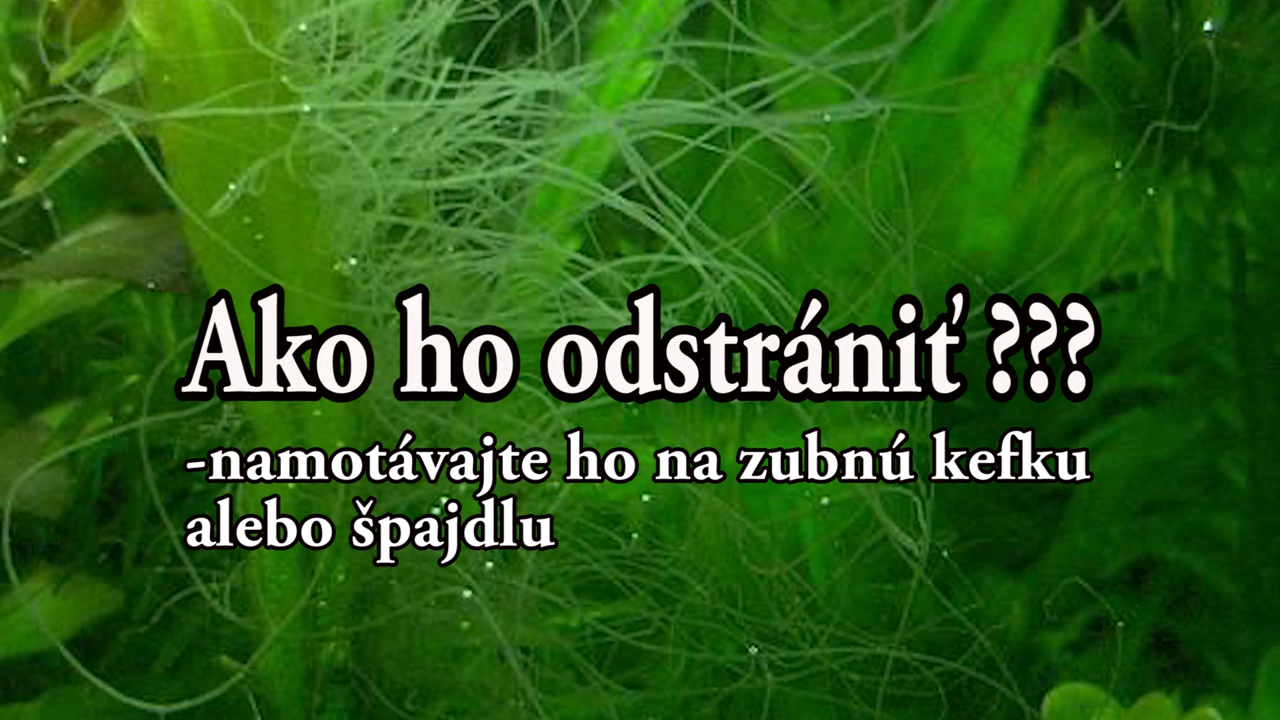 Ako ho odstrániť ???
-namotávajte ho na zubnú kefku
alebo špajdlu